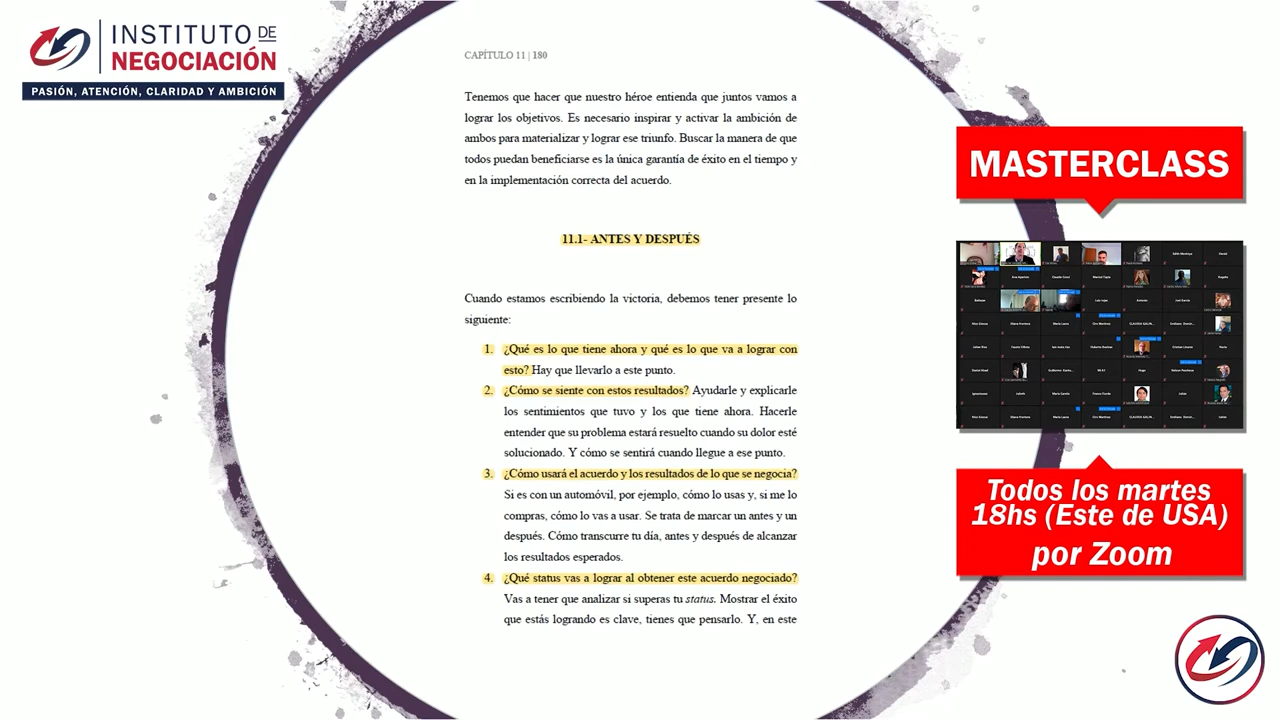 INSTITUTO DE
NEGOCIACIÓN
PASIÓN, ATENCIÓN, CLARIDAD Y AMBICIÓN
CAPÍTULO 11 | 180
Tenemos que hacer que nuestro héroe entienda que juntos vamos a
lograr los objetivos. Es necesario inspirar y activar la ambición de
ambos para materializar y lograr ese triunfo. Buscar la manera de que
todos puedan beneficiarse es la única garantía de éxito en el tiempo y
en la implementación correcta del acuerdo.
11.1- ANTES Y DESPUÉS
Cuando estamos escribiendo la victoria, debemos tener presente lo
siguiente:
1. ¿Qué es lo que tiene ahora y qué es lo que va a lograr con
esto? Hay que llevarlo a este punto.
2. ¿Cómo se siente con estos resultados? Ayudarle y explicarle
los sentimientos que tuvo y los que tiene ahora. Hacerle
entender que su problema estará resuelto cuando su dolor esté
solucionado. Y cómo se sentirá cuando llegue a ese punto.
3. ¿Cómo usará el acuerdo y los resultados de lo que se negocia?
Si es con un automóvil, por ejemplo, cómo lo usas y, si me lo
compras, cómo lo vas a usar. Se trata de marcar un antes y un
después. Cómo transcurre tu día, antes y después de alcanzar
los resultados esperados.
4. ¿Qué status vas a lograr al obtener este acuerdo negociado?
Vas a tener que analizar si superas tu status. Mostrar el éxito
que estás logrando es clave, tienes que pensarlo. Y, en este
MASTERCLASS
Todos los martes
18hs (Este de USA)
por Zoom